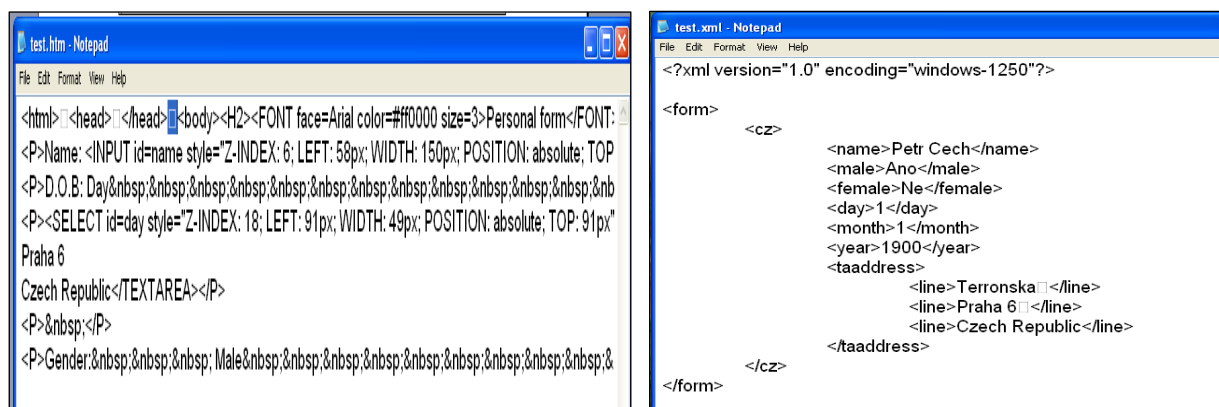 test.htm - Notepad
File Edit Format View Help
<html>□<head>□</head>□<body><H2><FONT face=Arial color=#ff0000 size=3>Personal form</FONT>
<P>Name: <INPUT id=name style="Z-INDEX: 6; LEFT: 58px; WIDTH: 150px; POSITION: absolute; TOP
<P>D.O.B: Day&nbsp;&nbsp;&nbsp;&nbsp;&nbsp;&nbsp;&nbsp;&nbsp;&nbsp;&nbsp;&nbsp;&nbsp;&nb
<P><SELECT id=day style="Z-INDEX: 18; LEFT: 91px; WIDTH: 49px; POSITION: absolute; TOP: 91px"
Praha 6
Czech Republic</TEXTAREA></P>
<P>&nbsp;</P>
<P>Gender:&nbsp;&nbsp;&nbsp; Male&nbsp;&nbsp;&nbsp;&nbsp;&nbsp;&nbsp;&nbsp;&nbsp;&nbsp;&
test.xml - Notepad
File Edit Format View Help
<?xml version="1.0" encoding="windows-1250"?>
<form>
<cz>
<name>Petr Cech</name>
<male>Ano</male>
<female>Ne</female>
<day>1</day>
<month>1</month>
<year>1900</year>
<taaddress>
<line>Terronska□</line>
<line>Praha 6□</line>
<line>Czech Republic</line>
</taaddress>
</cz>
</form>